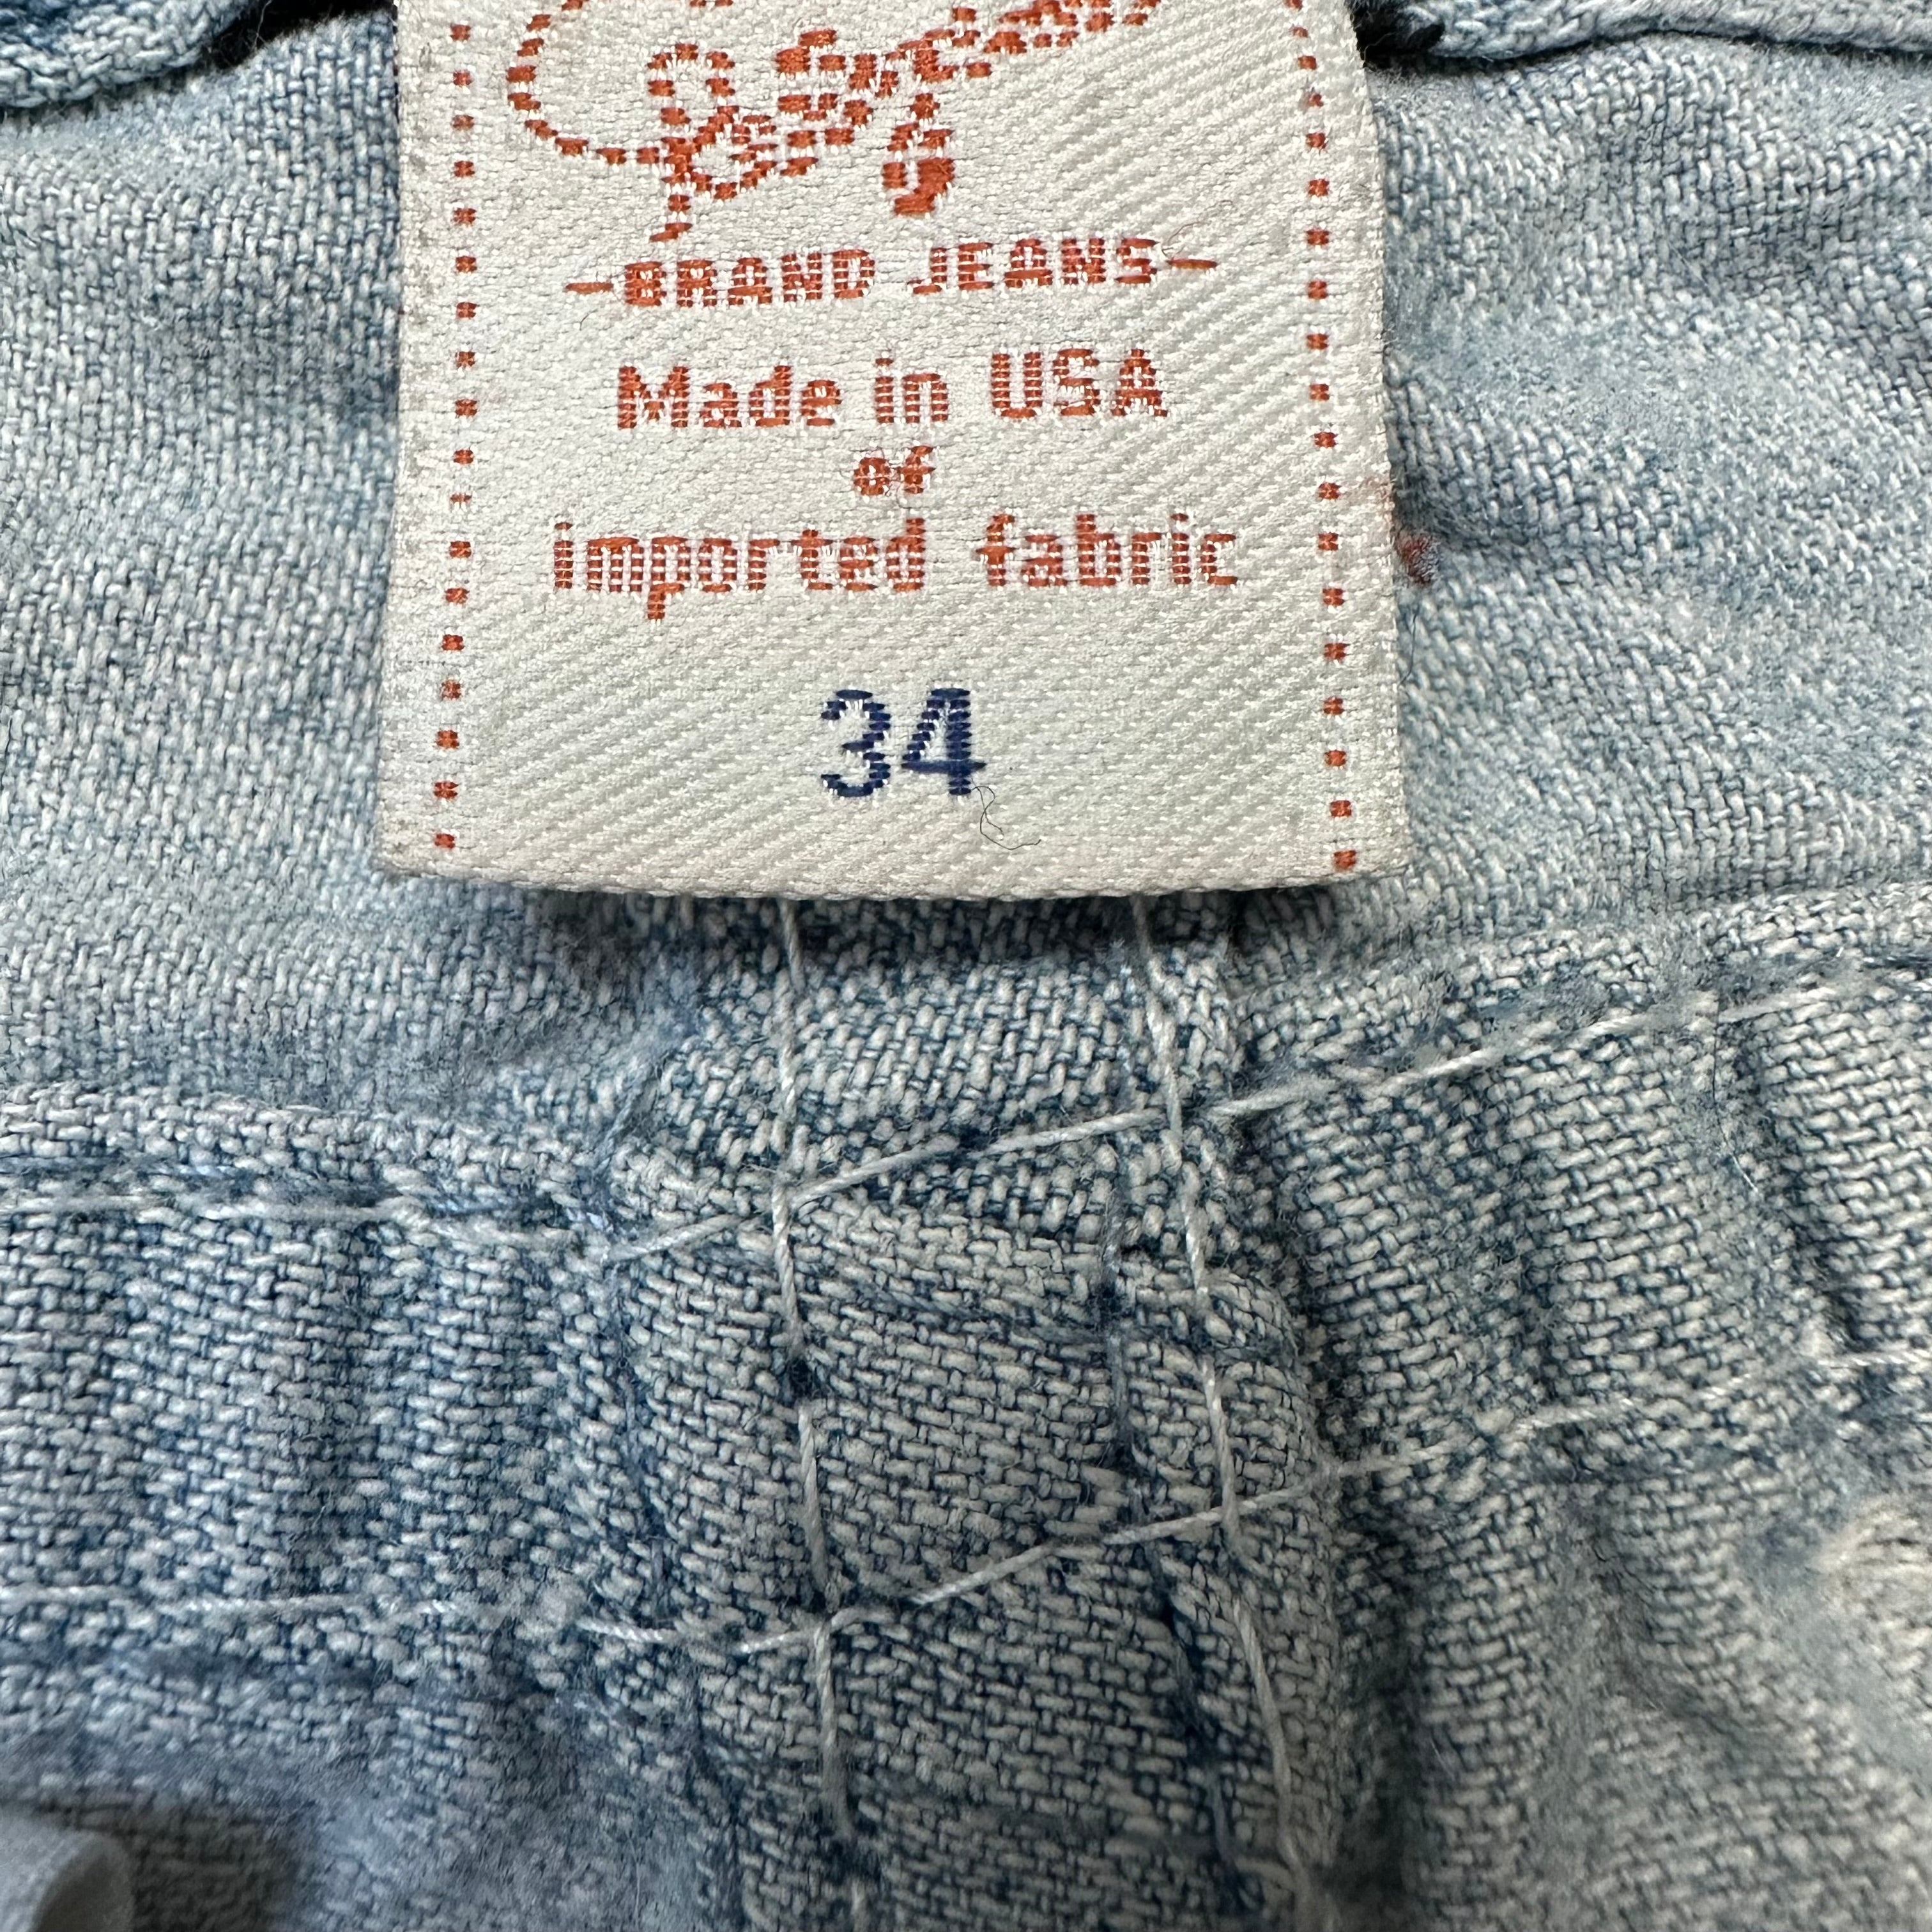 BRAND JEANS
Made in USA
of
imported fabric
34